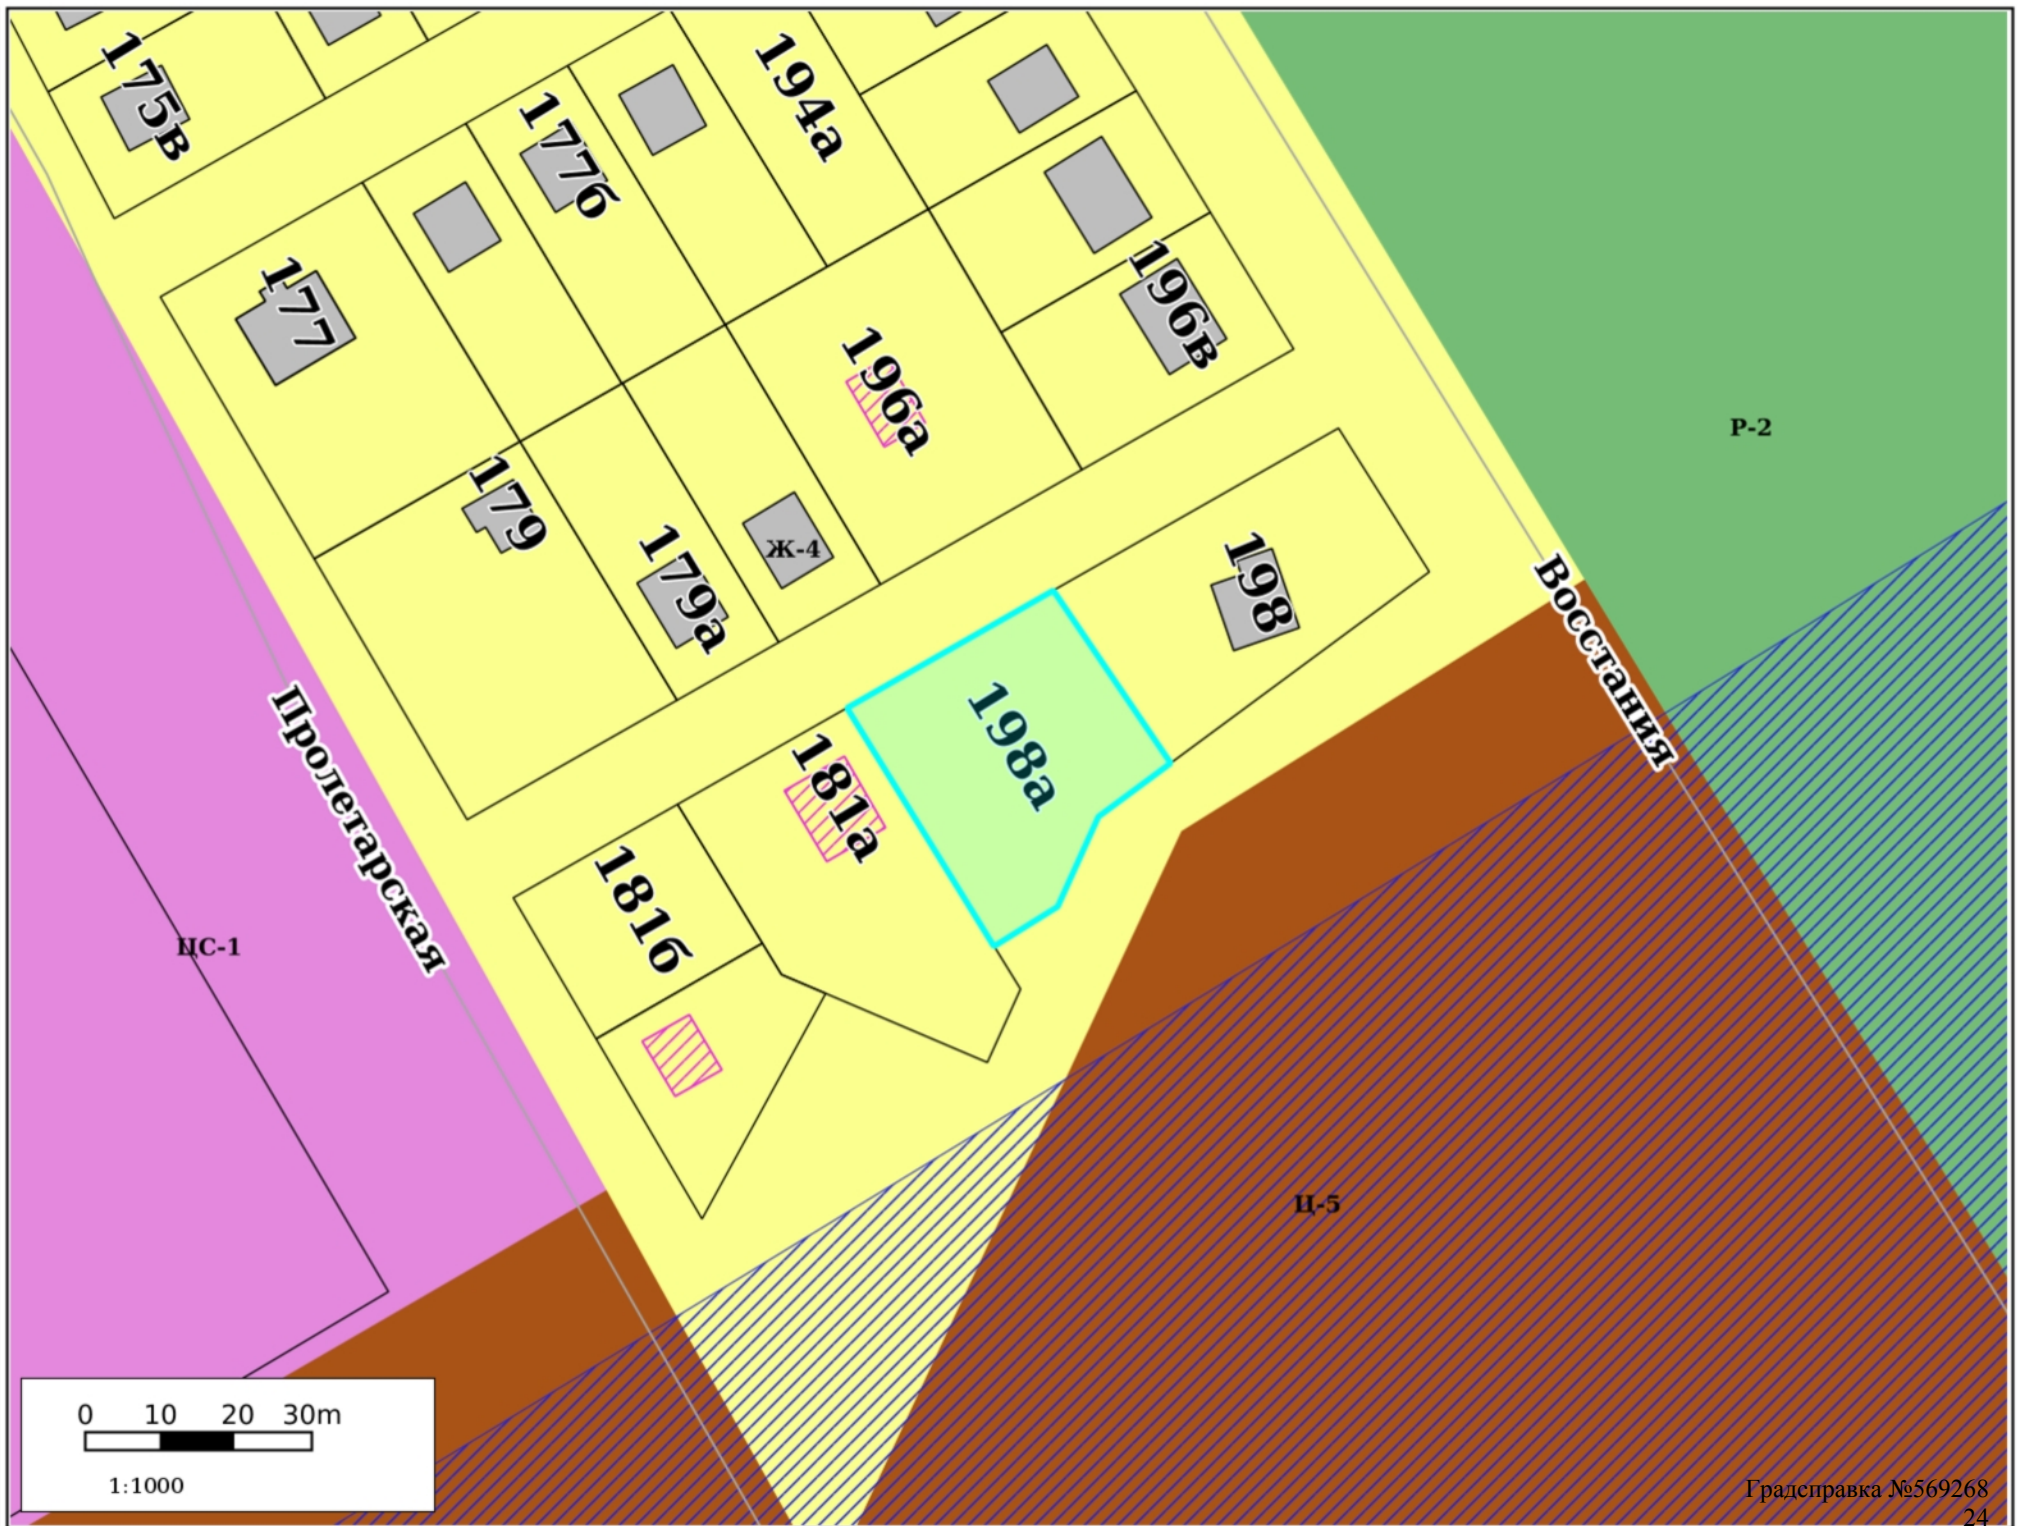 175в
177б
194а
177
196в
196а
Р-2
179
Ж-4
179а
198
Восстания
198а
Пролетарская
181а
181б
ЦС-1
Ц-5
0 10 20 30m
1:1000
Градсправка №569268
24